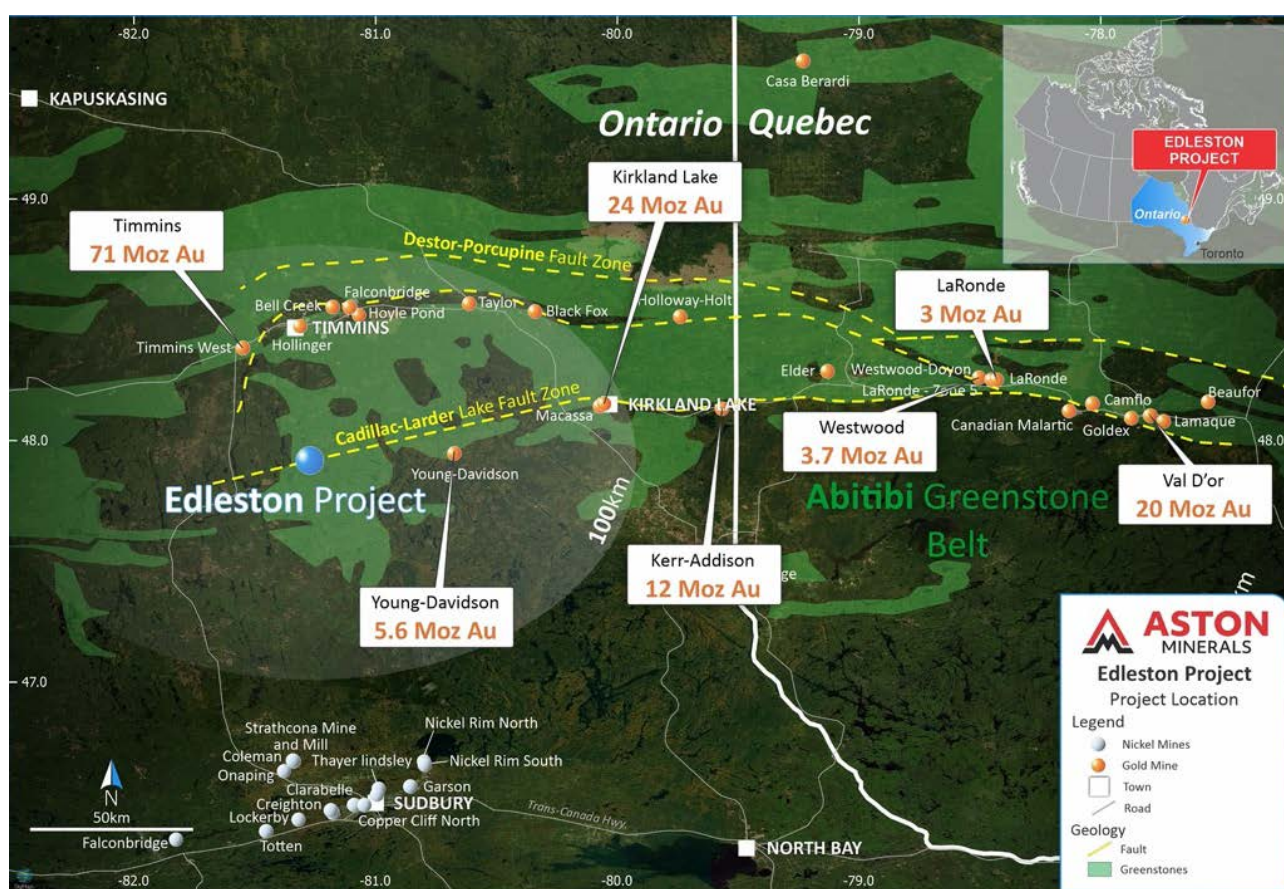 -82.0
-81.0
-80.0
-79.0
-78.0
KAPUSKASING
Casa Berardi
Ontario
Quebec
EDLESTON
PROJECT
Ontario
Toronto
49.0
49.0
Kirkland Lake
24 Moz Au
Timmins
71 Moz Au
Destor-Porcupine Fault Zone
Bell Creek
Falconbridge
Hoyle Pond
Taylor
Black Fox
Holloway-Holt
TIMMINS
Hollinger
Timmins West
LaRonde
3 Moz Au
Elder
Westwood-Doyon
LaRonde
LaRonde - Zone 5
Cadillac-Larder Lake Fault Zone
Macassa
KIRKLAND LAKE
Westwood
3.7 Moz Au
Canadian Malartic
Camflo
Goldex
Beaufor
Lamaque
48.0
48.0
Edleston Project
Young-Davidson
100km
Abitibi Greenstone
Belt
Val D'or
20 Moz Au
Kerr-Addison
12 Moz Au
Young-Davidson
5.6 Moz Au
ge
km
47.0
ASTON
MINERALS
Edleston Project
Project Location
Legend
Nickel Mines
Gold Mine
Town
Road
Geology
Fault
Greenstones
Strathcona Mine
and Mill
Nickel Rim North
Coleman
Onaping
Thayer lindsley
Nickel Rim South
Clarabelle
Garson
Creighton
SUDBURY
Lockerby
Copper Cliff North
Totten
Falconbridge
Trans-Canada Hwy.
NORTH BAY
N
50km
-82.0
-81.0
-80.0
-79.0